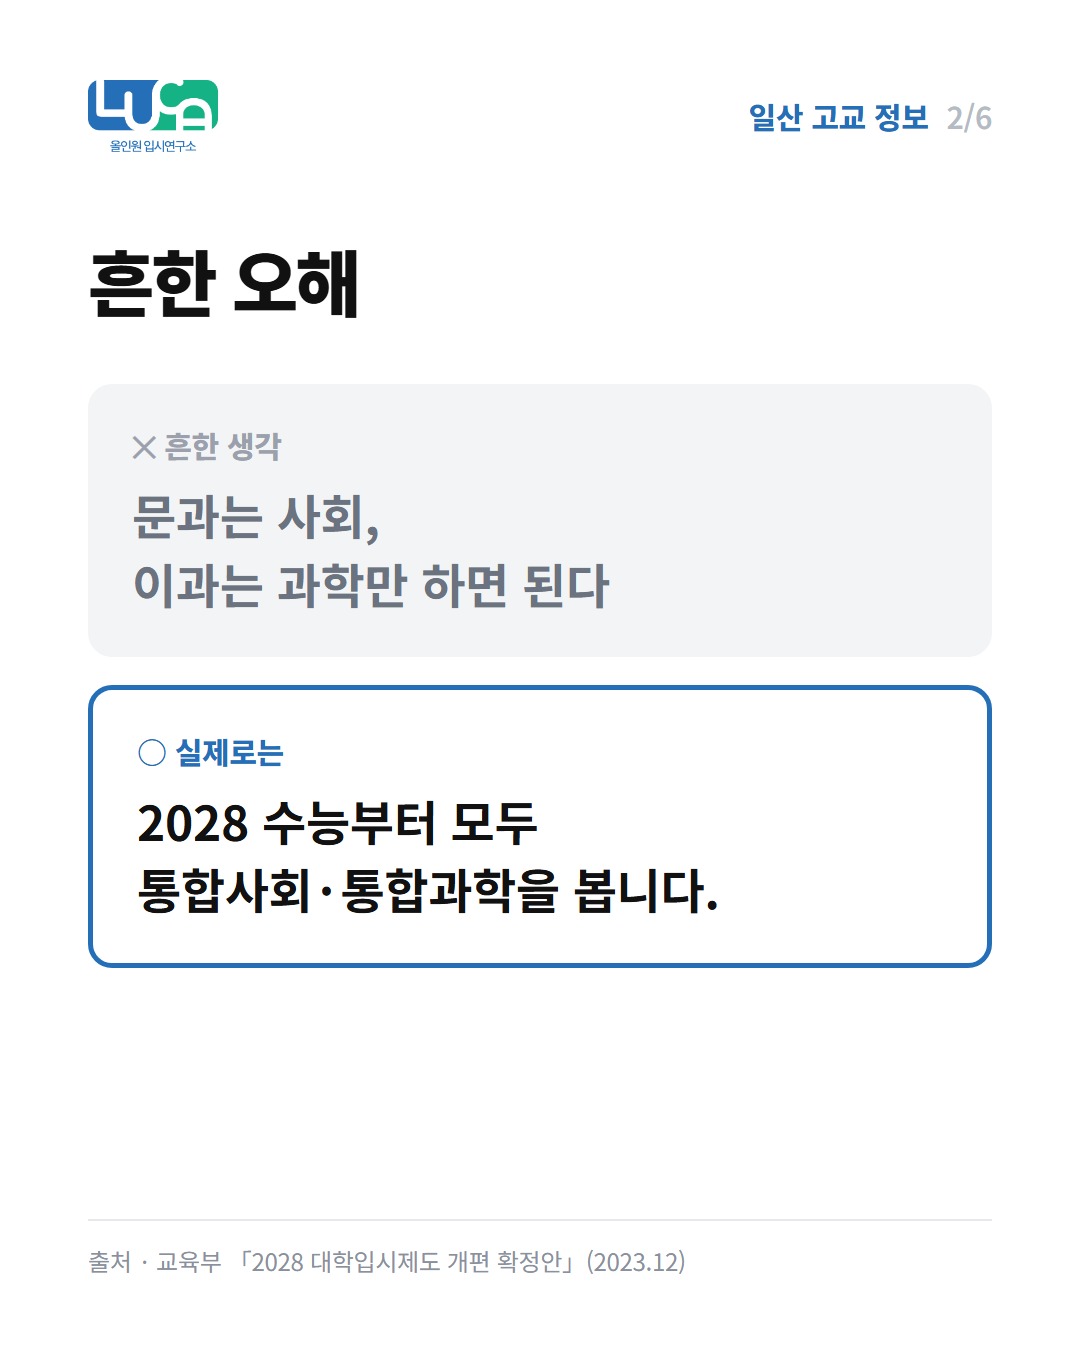 LUCA
올인원 입시연구소
일산 고교 정보 2/6
흔한 오해
× 흔한 생각
문과는 사회,
이과는 과학만 하면 된다
○ 실제로는
2028 수능부터 모두
통합사회·통합과학을 봅니다.
출처 · 교육부 「2028 대학입시제도 개편 확정안」(2023.12)